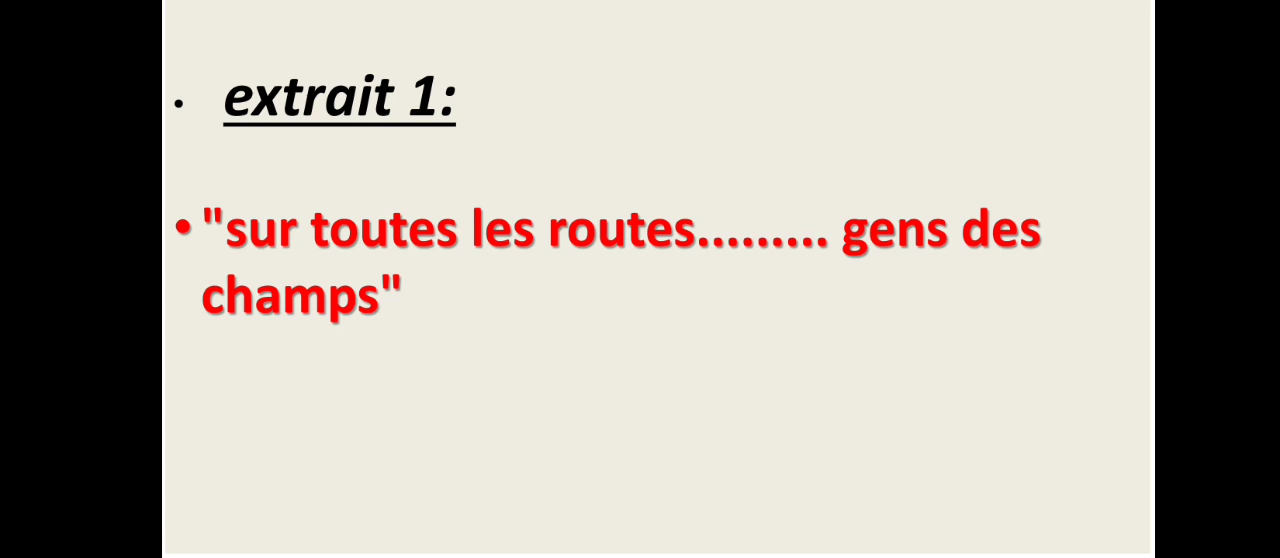 • extrait 1:
• "sur toutes les routes......... gens des
champs"